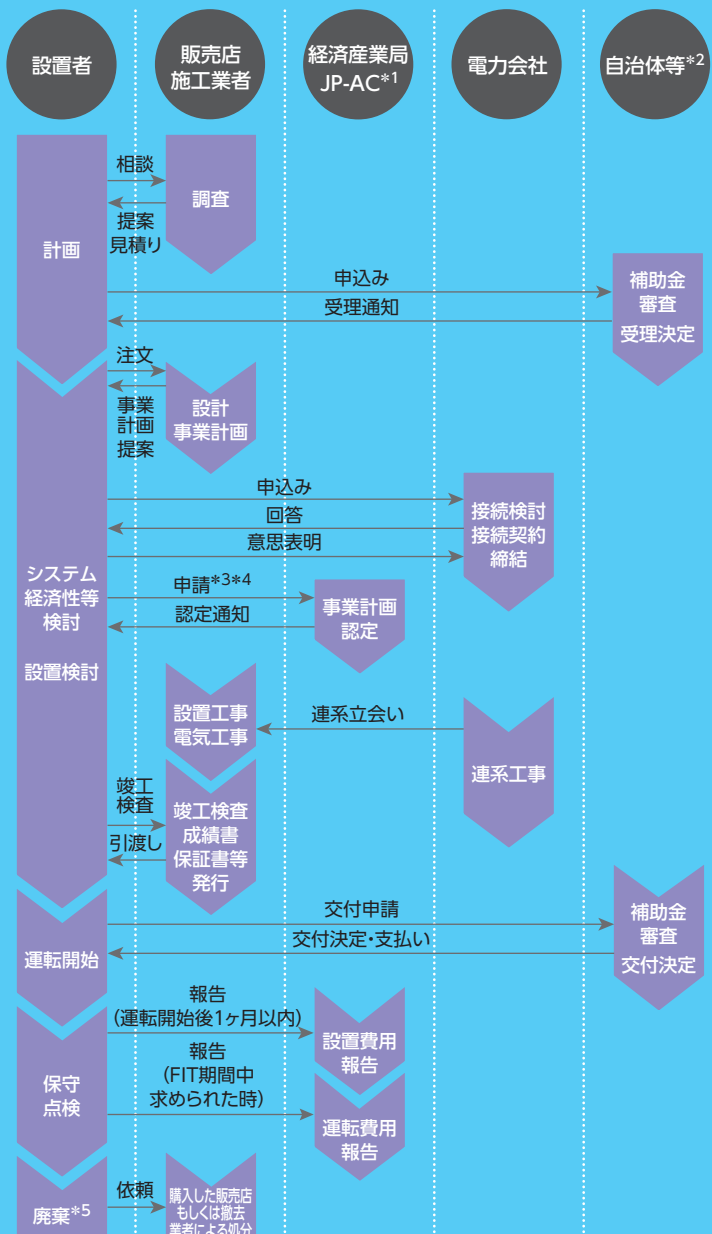 設置者
販売店
施工業者
経済産業局
JP-AC*1
電力会社
自治体等*2
計画
相談
提案
見積り
調査
申込み
受理通知
補助金
審査
受理決定
注文
事業
計画
提案
設計
事業計画
システム
経済性等
検討
設置検討
申込み
回答
意思表明
接続検討
接続契約
締結
申請*3*4
認定通知
事業計画
認定
設置工事
電気工事
連系立会い
連系工事
竣工
検査
引渡し
竣工検査
成績書
保証書等
発行
運転開始
交付申請
交付決定・支払い
補助金
審査
交付決定
保守
点検
報告
(運転開始後1ヶ月以内)
設置費用
報告
報告
(FIT期間中
求められた時)
運転費用
報告
廃棄*5
依頼
購入した販売店
もしくは撤去
業者による処分